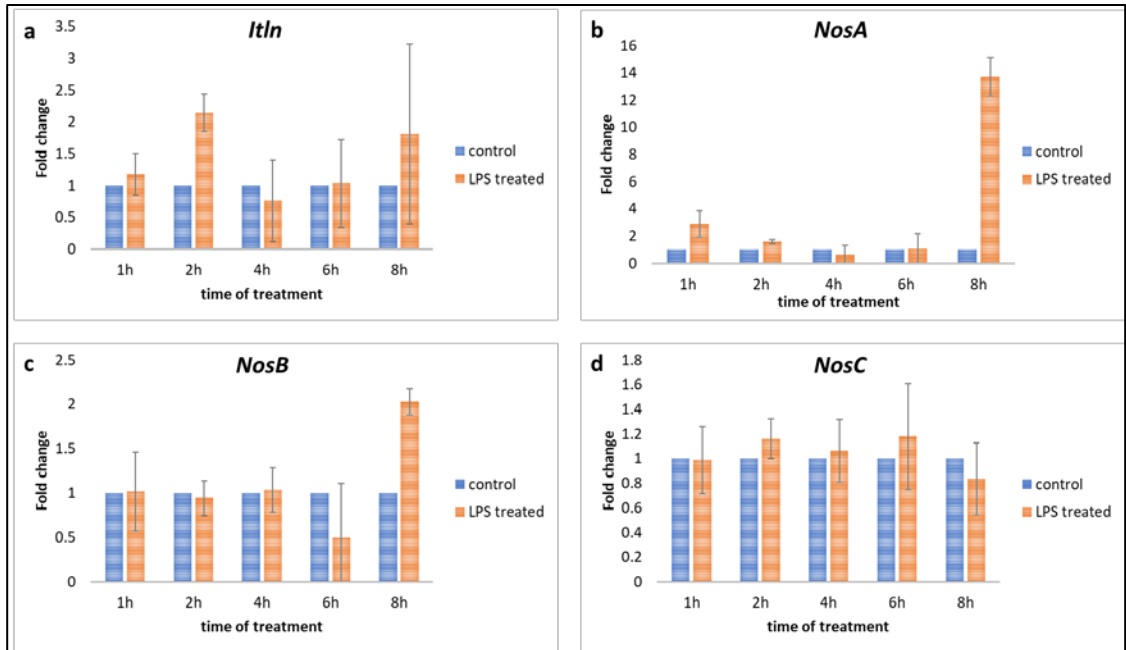 a
Itln
3.5
3
2.5
2
1.5
1
0.5
0
Fold change
1h 2h 4h 6h 8h
time of treatment
control
LPS treated
b
NosA
16
14
12
10
8
6
4
2
0
Fold change
1h 2h 4h 6h 8h
time of treatment
control
LPS treated
c
NosB
2.5
2
1.5
1
0.5
0
Fold change
1h 2h 4h 6h 8h
time of treatment
control
LPS treated
d
NosC
1.8
1.6
1.4
1.2
1
0.8
0.6
0.4
0.2
0
Fold change
1h 2h 4h 6h 8h
time of treatment
control
LPS treated